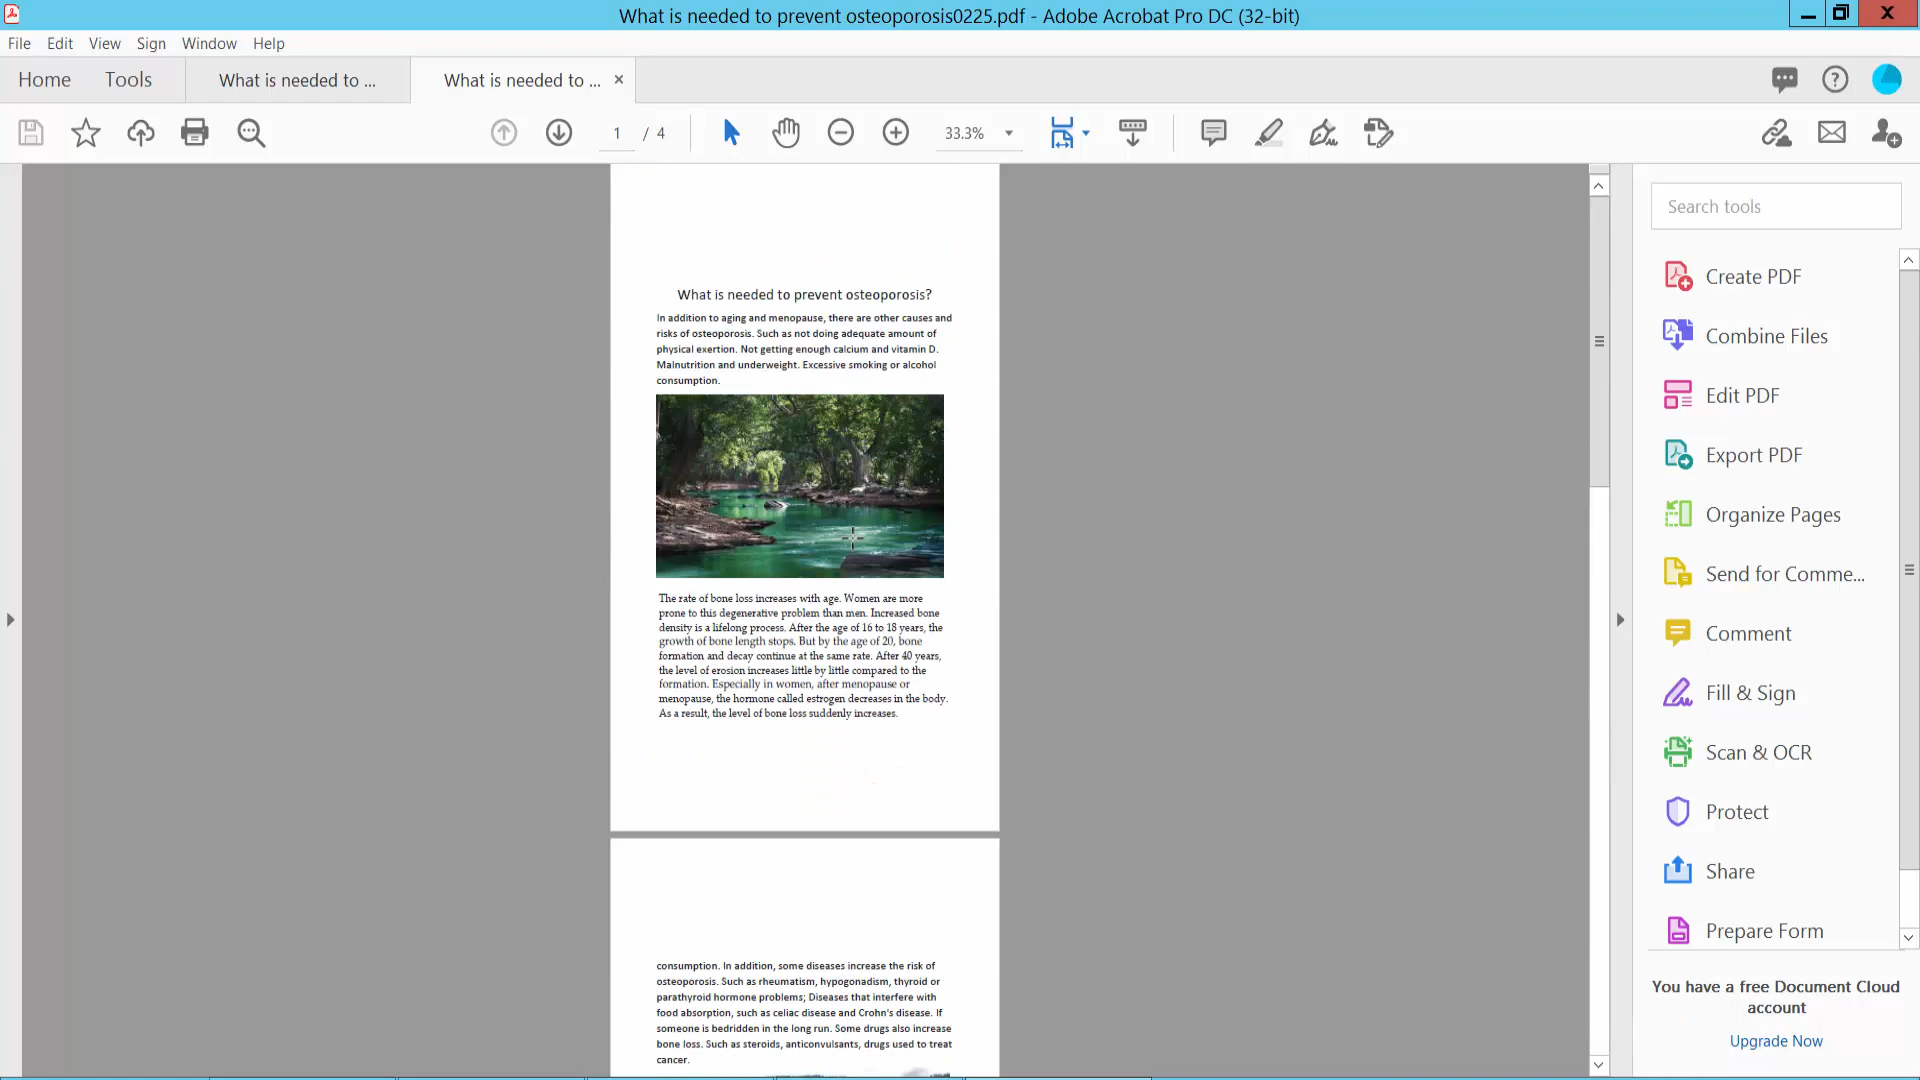 What is needed to prevent osteoporosis0225.pdf - Adobe Acrobat Pro DC (32-bit)
File Edit View Sign Window Help
Home Tools What is needed to ... What is needed to ...
1 / 4 33.3%
Search tools
Create PDF
Combine Files
Edit PDF
Export PDF
Organize Pages
Send for Comme...
Comment
Fill & Sign
Scan & OCR
Protect
Share
Prepare Form
You have a free Document Cloud
account
Upgrade Now
What is needed to prevent osteoporosis?
In addition to aging and menopause, there are other causes and
risks of osteoporosis. Such as not doing adequate amount of
physical exertion. Not getting enough calcium and vitamin D.
Malnutrition and underweight. Excessive smoking or alcohol
consumption.
The rate of bone loss increases with age. Women are more
prone to this degenerative problem than men. Increased bone
density is a lifelong process. After the age of 16 to 18 years, the
growth of bone length stops. But by the age of 20, bone
formation and decay continue at the same rate. After 40 years,
the level of erosion increases little by little compared to the
formation. Especially in women, after menopause or
menopause, the hormone called estrogen decreases in the body.
As a result, the level of bone loss suddenly increases.
consumption. In addition, some diseases increase the risk of
osteoporosis. Such as rheumatism, hypogonadism, thyroid or
parathyroid hormone problems; Diseases that interfere with
food absorption, such as celiac disease and Crohn's disease. If
someone is bedridden in the long run. Some drugs also increase
bone loss. Such as steroids, anticonvulsants, drugs used to treat
cancer.